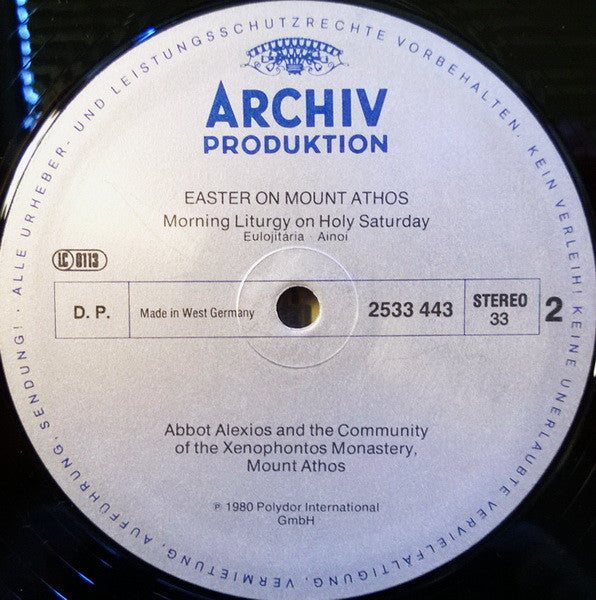 ALLE URHEBER- UND LEISTUNGSSCHUTZRECHTE VORBEHALTEN. KEIN VERLEIH! KEINE UNERLAUBTE VERVIELFÄLTIGUNG, VERMIETUNG, AUFFÜHRUNG, SENDUNG! ·
ARCHIV
PRODUKTION
EASTER ON MOUNT ATHOS
Morning Liturgy on Holy Saturday
Eulojitária · Ainoi
LC 0113
D. P. Made in West Germany 2533 443 STEREO 33 2
Abbot Alexios and the Community
of the Xenophontos Monastery,
Mount Athos
℗ 1980 Polydor International
GmbH